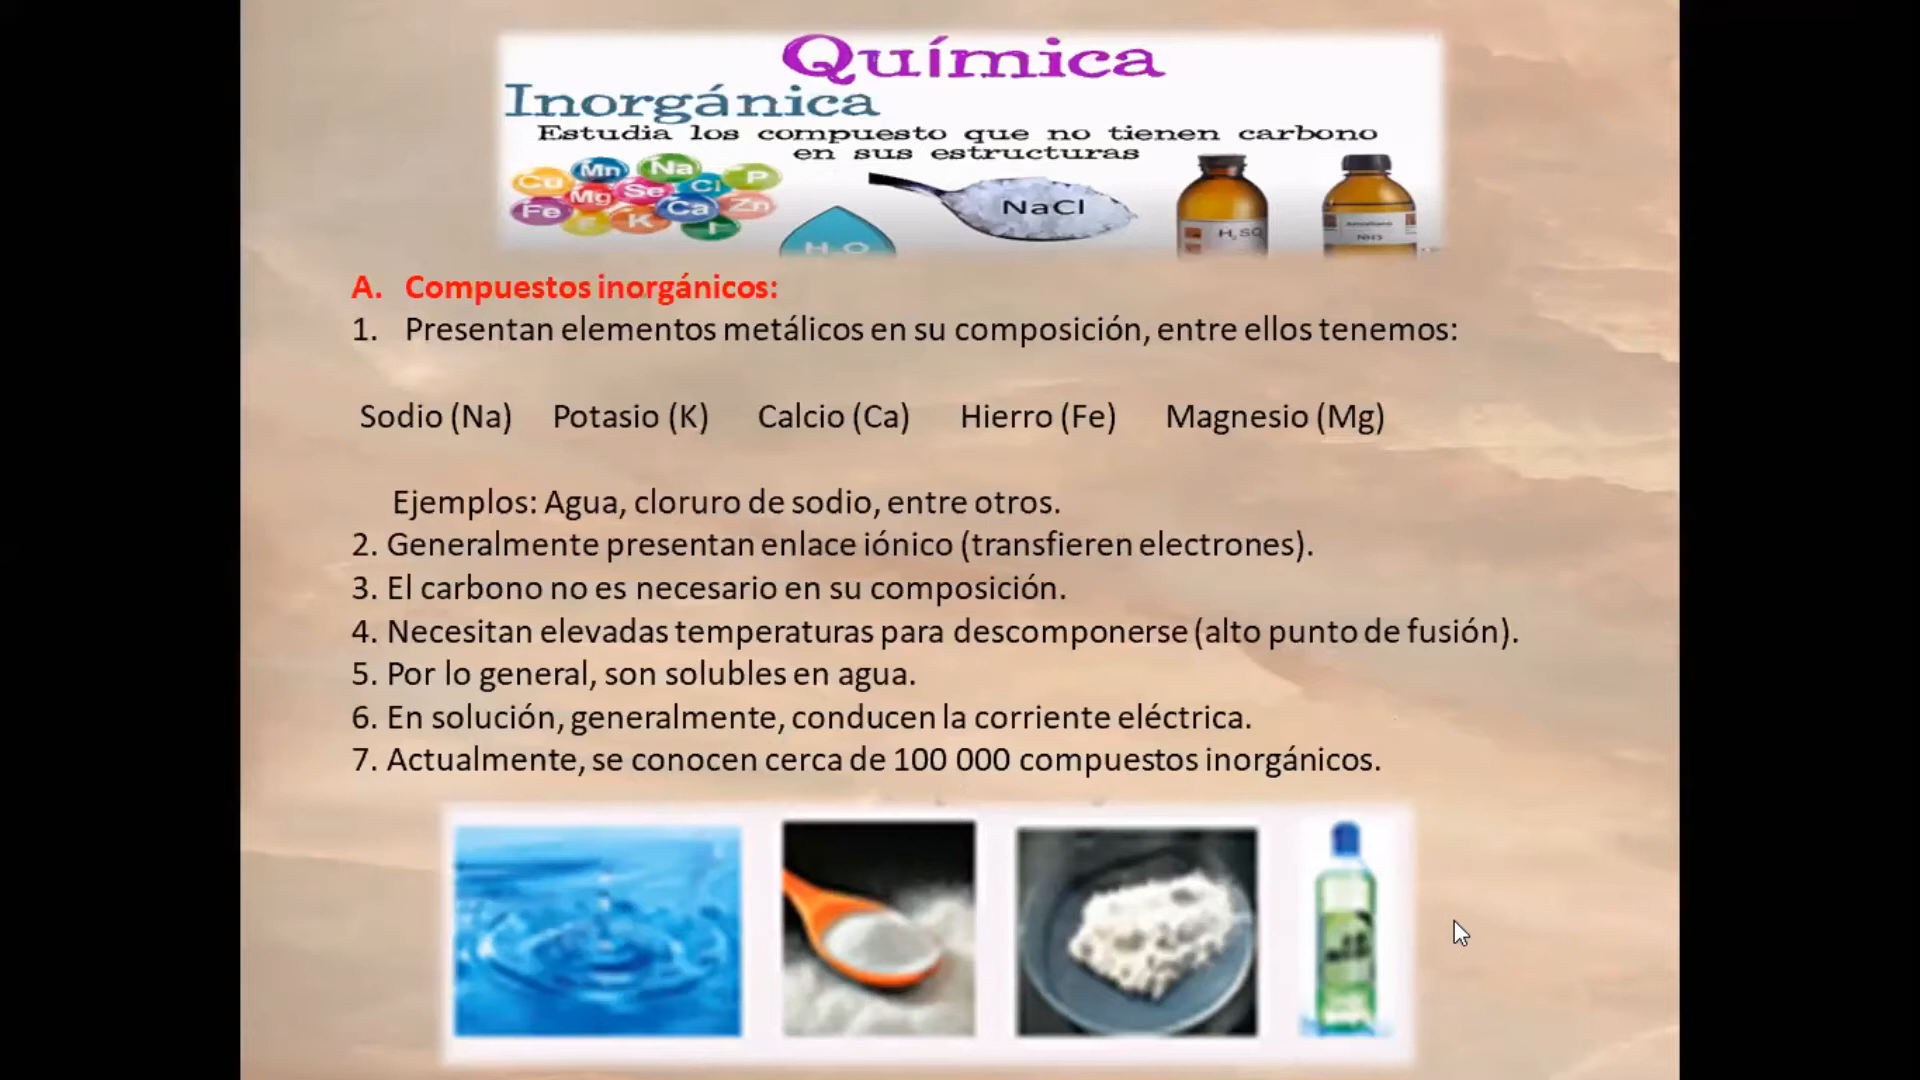 Química
Inorgánica
Estudia los compuesto que no tienen carbono
en sus estructuras
Cu Mn Na Cl P
Fe Mg Se Ca Zn
F K I
H2O
NaCl
H2SO
NH3
A. Compuestos inorgánicos:
1. Presentan elementos metálicos en su composición, entre ellos tenemos:
Sodio (Na) Potasio (K) Calcio (Ca) Hierro (Fe) Magnesio (Mg)
Ejemplos: Agua, cloruro de sodio, entre otros.
2. Generalmente presentan enlace iónico (transfieren electrones).
3. El carbono no es necesario en su composición.
4. Necesitan elevadas temperaturas para descomponerse (alto punto de fusión).
5. Por lo general, son solubles en agua.
6. En solución, generalmente, conducen la corriente eléctrica.
7. Actualmente, se conocen cerca de 100 000 compuestos inorgánicos.